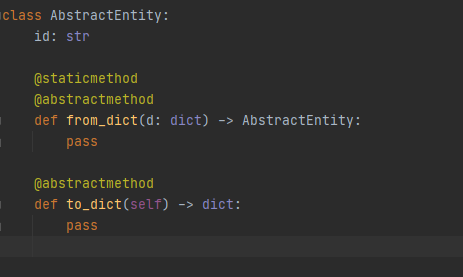 class AbstractEntity:
    id: str

    @staticmethod
    @abstractmethod
    def from_dict(d: dict) -> AbstractEntity:
        pass

    @abstractmethod
    def to_dict(self) -> dict:
        pass